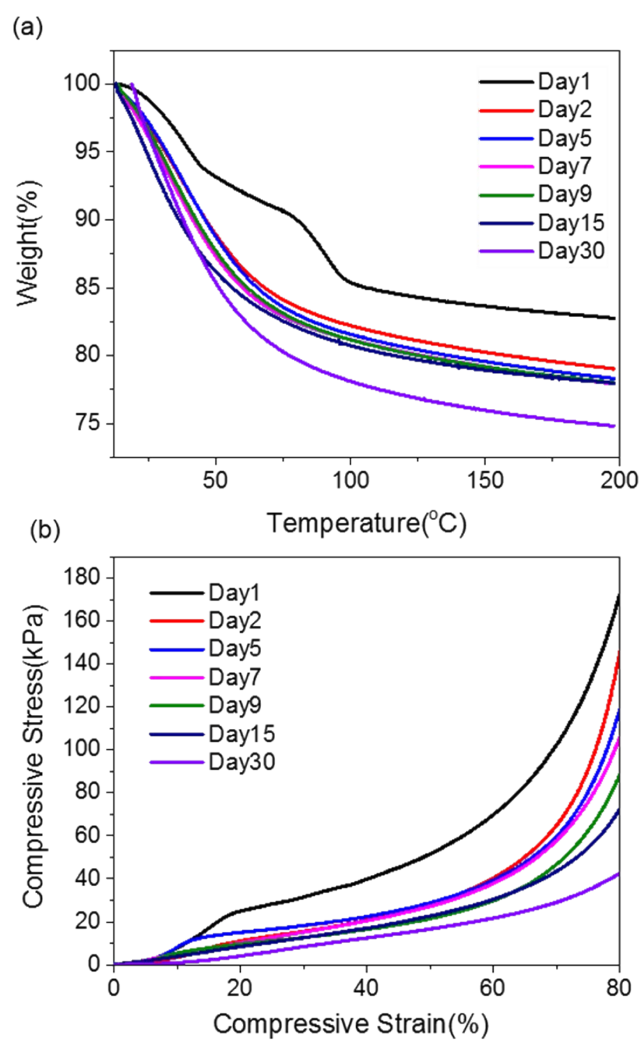 (a)
100
95
90
85
80
75
Weight(%)
Day1
Day2
Day5
Day7
Day9
Day15
Day30
50
100
150
200
Temperature(°C)
(b)
180
160
140
120
100
80
60
40
20
0
Compressive Stress(kPa)
Day1
Day2
Day5
Day7
Day9
Day15
Day30
0
20
40
60
80
Compressive Strain(%)